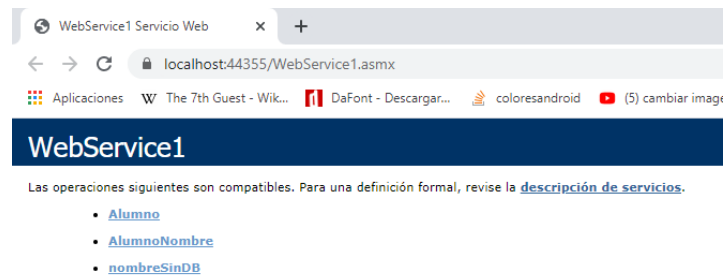 WebService1 Servicio Web
localhost:44355/WebService1.asmx
Aplicaciones W The 7th Guest - Wik... DaFont - Descargar... coloresandroid (5) cambiar image
WebService1
Las operaciones siguientes son compatibles. Para una definición formal, revise la descripción de servicios.
Alumno
AlumnoNombre
nombreSinDB